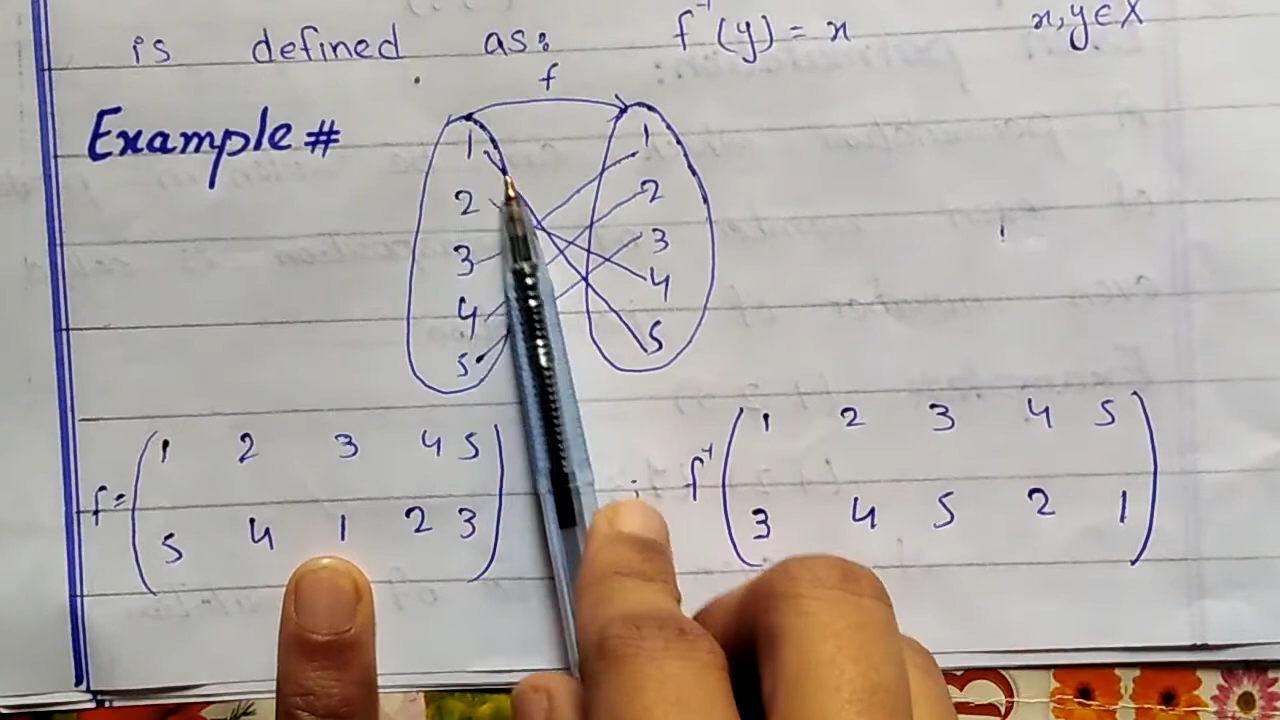 is defined as: f⁻¹(y) = x x,y ∈ X
f
Example #
1 1
2 2
3 3
4 4
5 5
1 2 3 4 5 1 2 3 4 5
f = ; f⁻¹
5 4 1 2 3 3 4 5 2 1